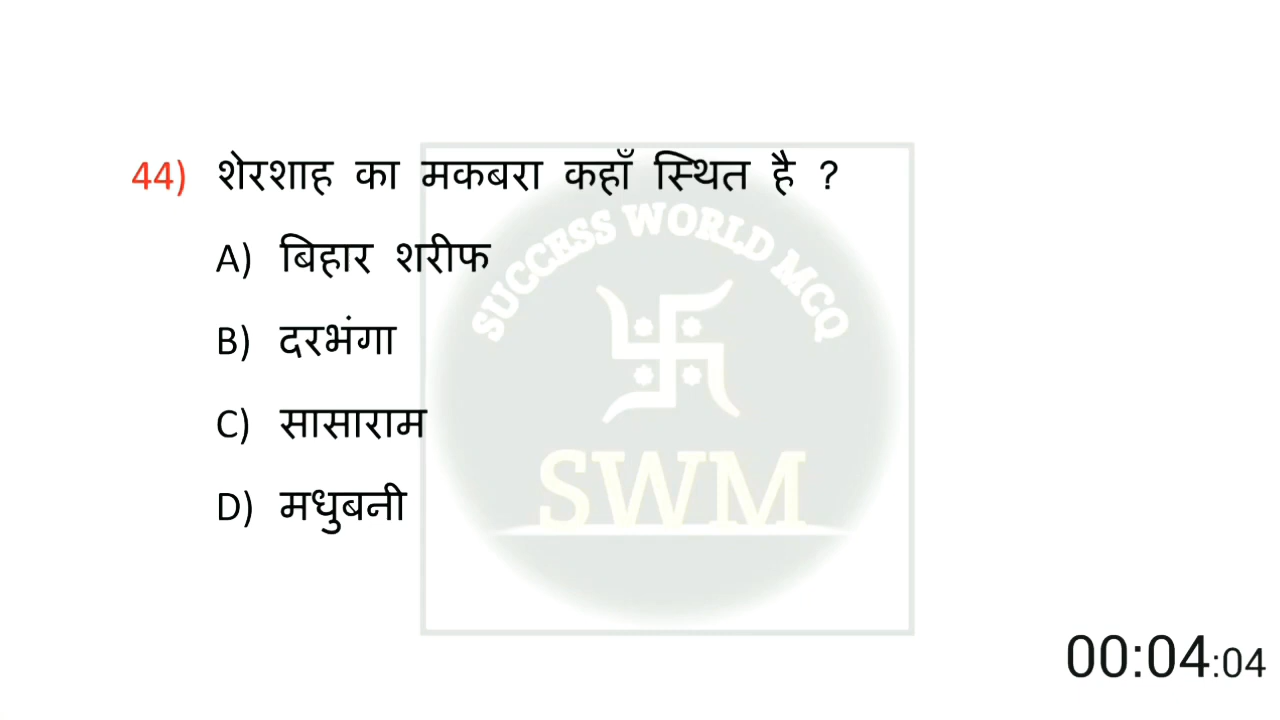 44) शेरशाह का मकबरा कहाँ स्थित है ?
A) बिहार शरीफ
B) दरभंगा
C) सासाराम
D) मधुबनी
SUCCESS WORLD MCQ
SWM
00:04:04